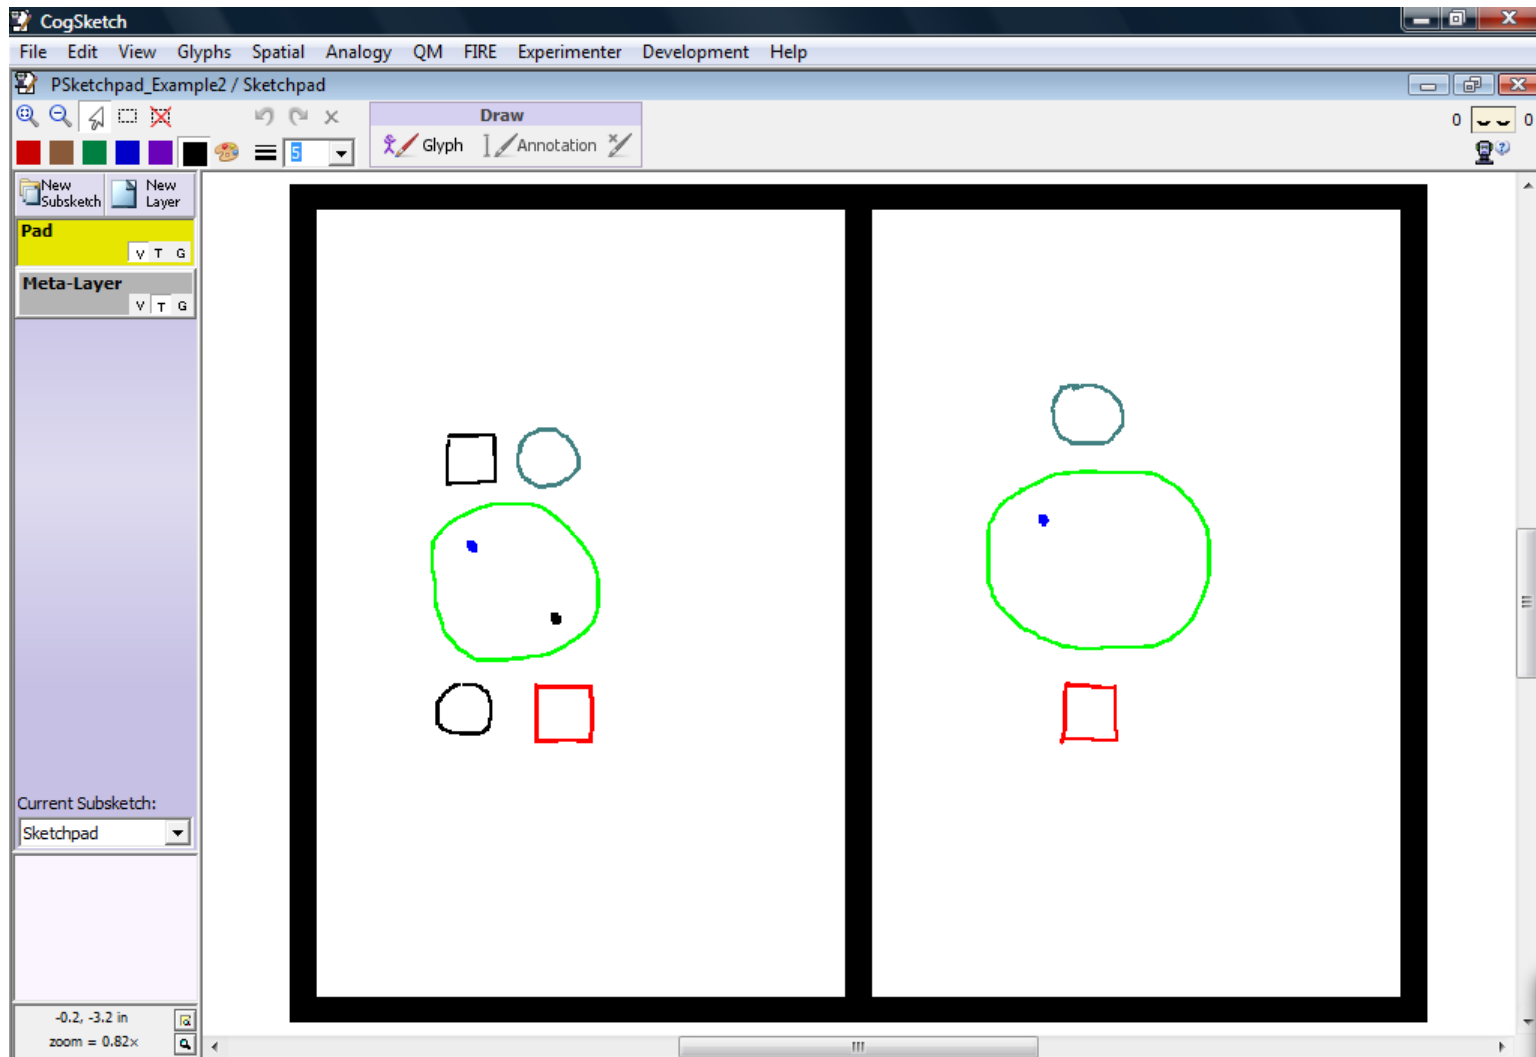 CogSketch
File Edit View Glyphs Spatial Analogy QM FIRE Experimenter Development Help
PSketchpad_Example2 / Sketchpad
Draw
0 0
5
Glyph Annotation
New Subsketch
New Layer
Pad
V T G
Meta-Layer
V T G
Current Subsketch:
Sketchpad
-0.2, -3.2 in
zoom = 0.82×